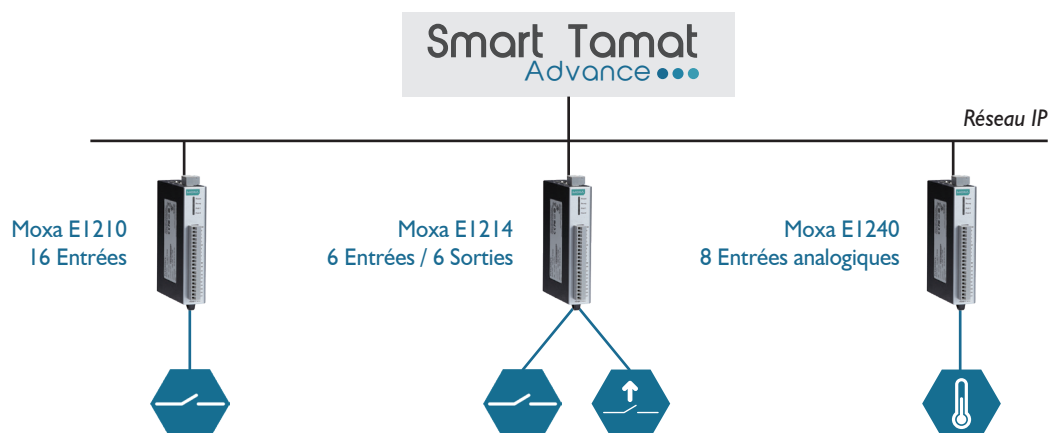 Smart Tamat
Advance
Réseau IP
Moxa E1210
16 Entrées
Moxa E1214
6 Entrées / 6 Sorties
Moxa E1240
8 Entrées analogiques